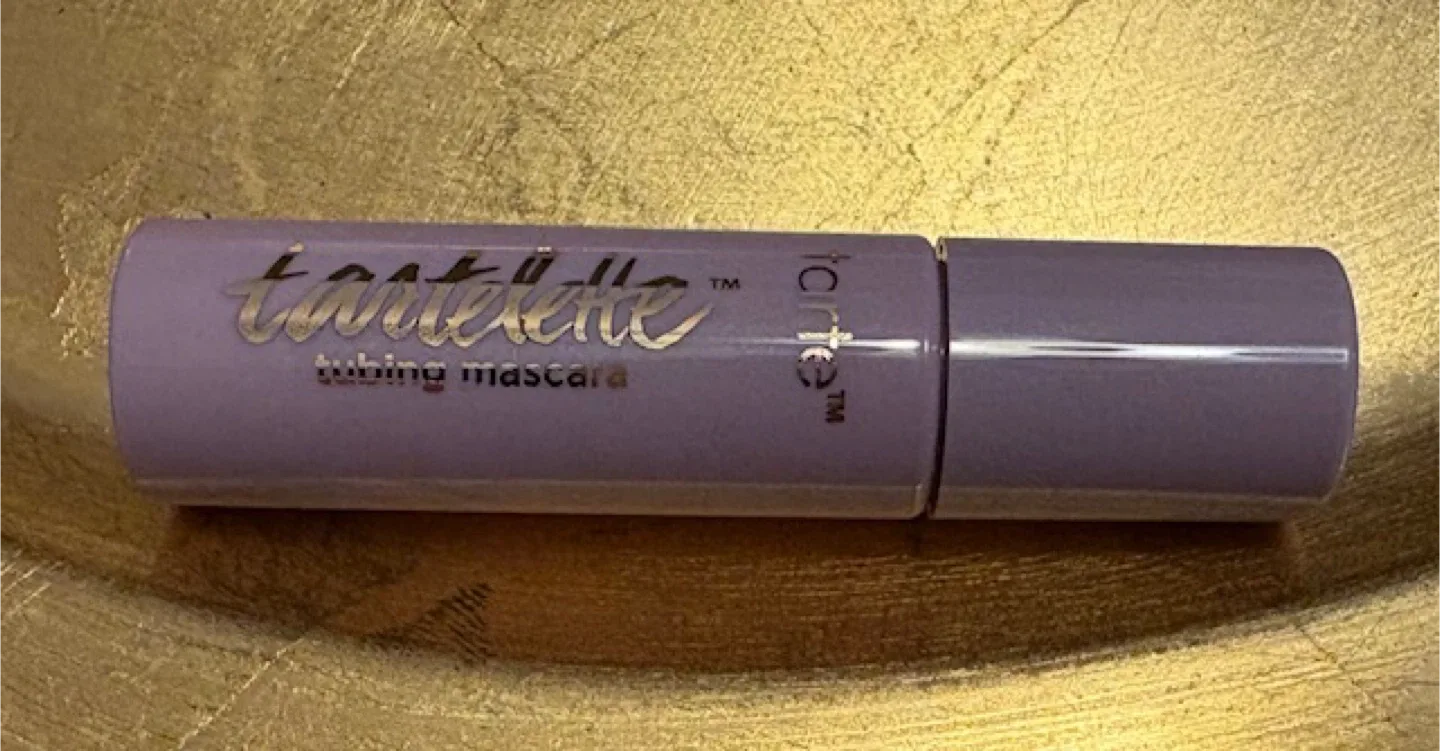 tartelette™
tubing mascara
tarte™